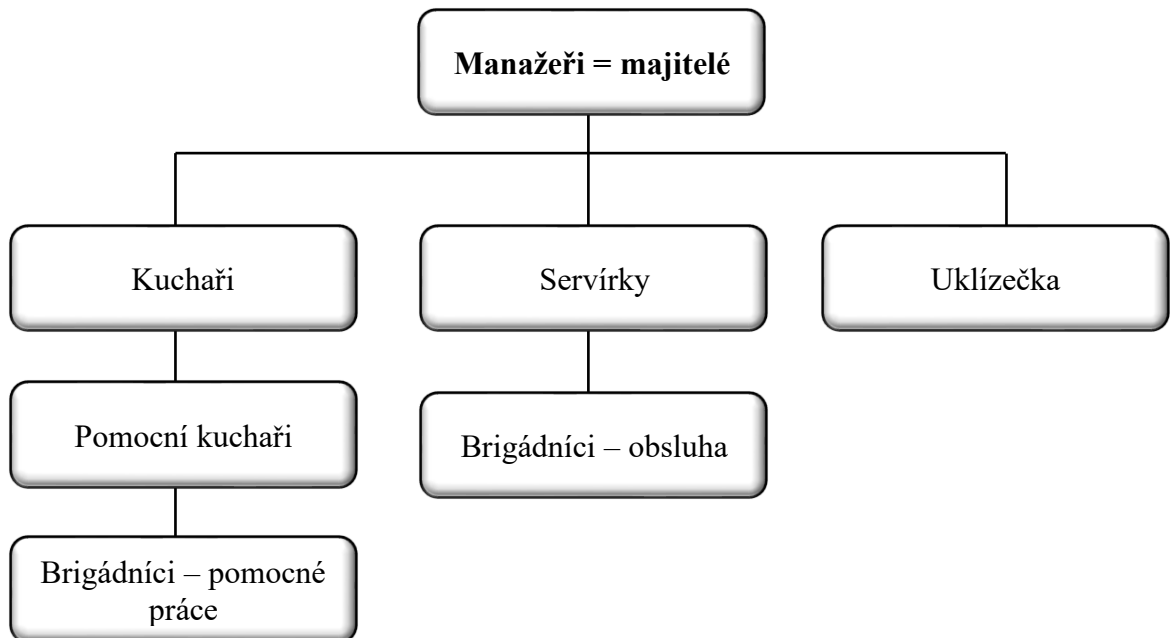 Manažeři = majitelé
Kuchaři
Servírky
Uklízečka
Pomocní kuchaři
Brigádníci – obsluha
Brigádníci – pomocné
práce